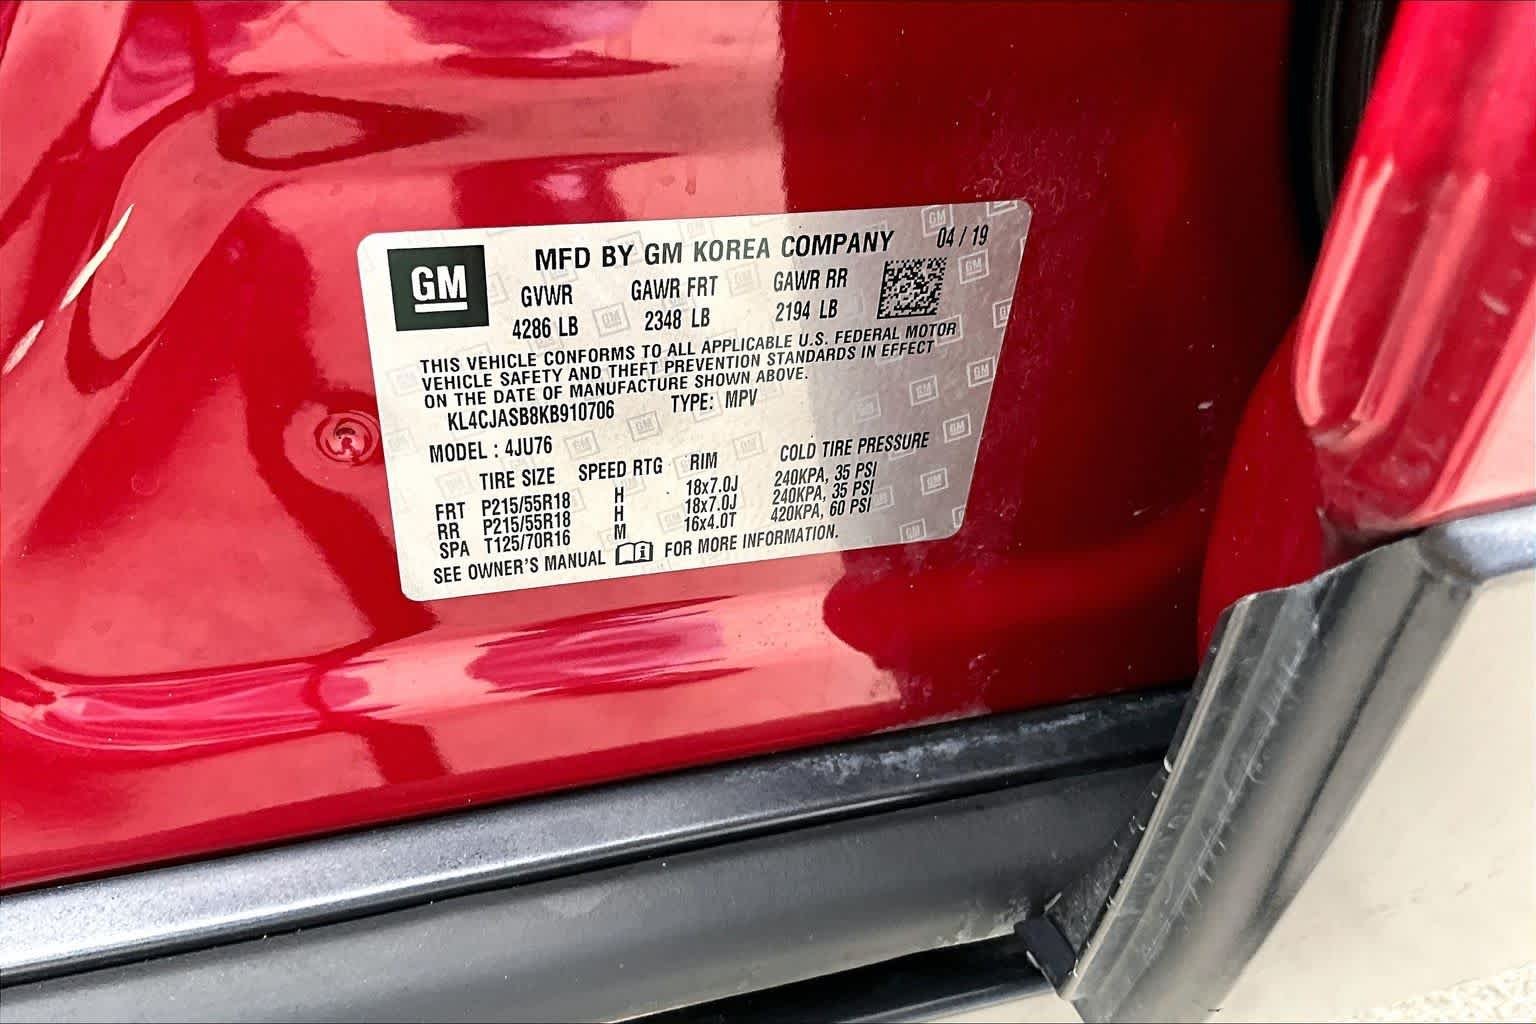 GM
MFD BY GM KOREA COMPANY 04 / 19
GVWR GAWR FRT GAWR RR
4286 LB 2348 LB 2194 LB
THIS VEHICLE CONFORMS TO ALL APPLICABLE U.S. FEDERAL MOTOR
VEHICLE SAFETY AND THEFT PREVENTION STANDARDS IN EFFECT
ON THE DATE OF MANUFACTURE SHOWN ABOVE.
KL4CJASB8KB910706 TYPE: MPV
MODEL : 4JU76
TIRE SIZE SPEED RTG RIM COLD TIRE PRESSURE
FRT P215/55R18 H 18x7.0J 240KPA, 35 PSI
RR P215/55R18 H 18x7.0J 240KPA, 35 PSI
SPA T125/70R16 M 16x4.0T 420KPA, 60 PSI
SEE OWNER'S MANUAL i FOR MORE INFORMATION.